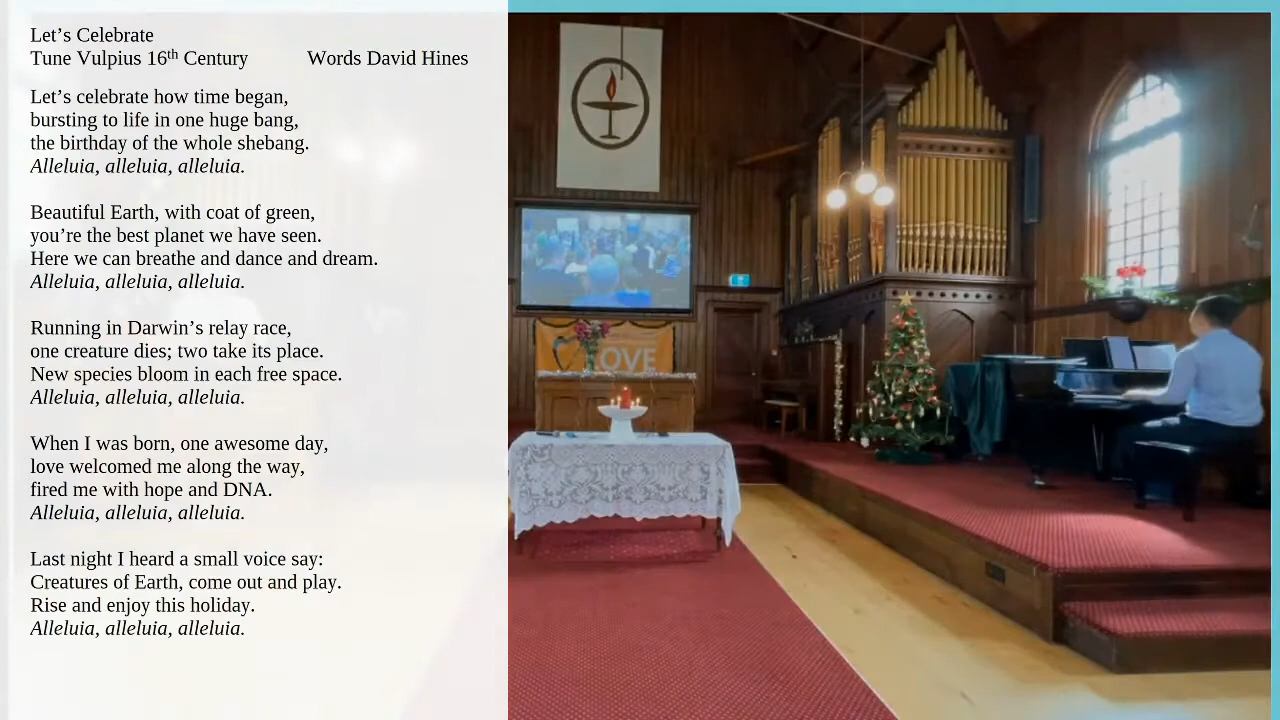 Let’s Celebrate
Tune Vulpius 16th Century Words David Hines
Let’s celebrate how time began,
bursting to life in one huge bang,
the birthday of the whole shebang.
Alleluia, alleluia, alleluia.
Beautiful Earth, with coat of green,
you’re the best planet we have seen.
Here we can breathe and dance and dream.
Alleluia, alleluia, alleluia.
Running in Darwin’s relay race,
one creature dies; two take its place.
New species bloom in each free space.
Alleluia, alleluia, alleluia.
When I was born, one awesome day,
love welcomed me along the way,
fired me with hope and DNA.
Alleluia, alleluia, alleluia.
Last night I heard a small voice say:
Creatures of Earth, come out and play.
Rise and enjoy this holiday.
Alleluia, alleluia, alleluia.
LOVE